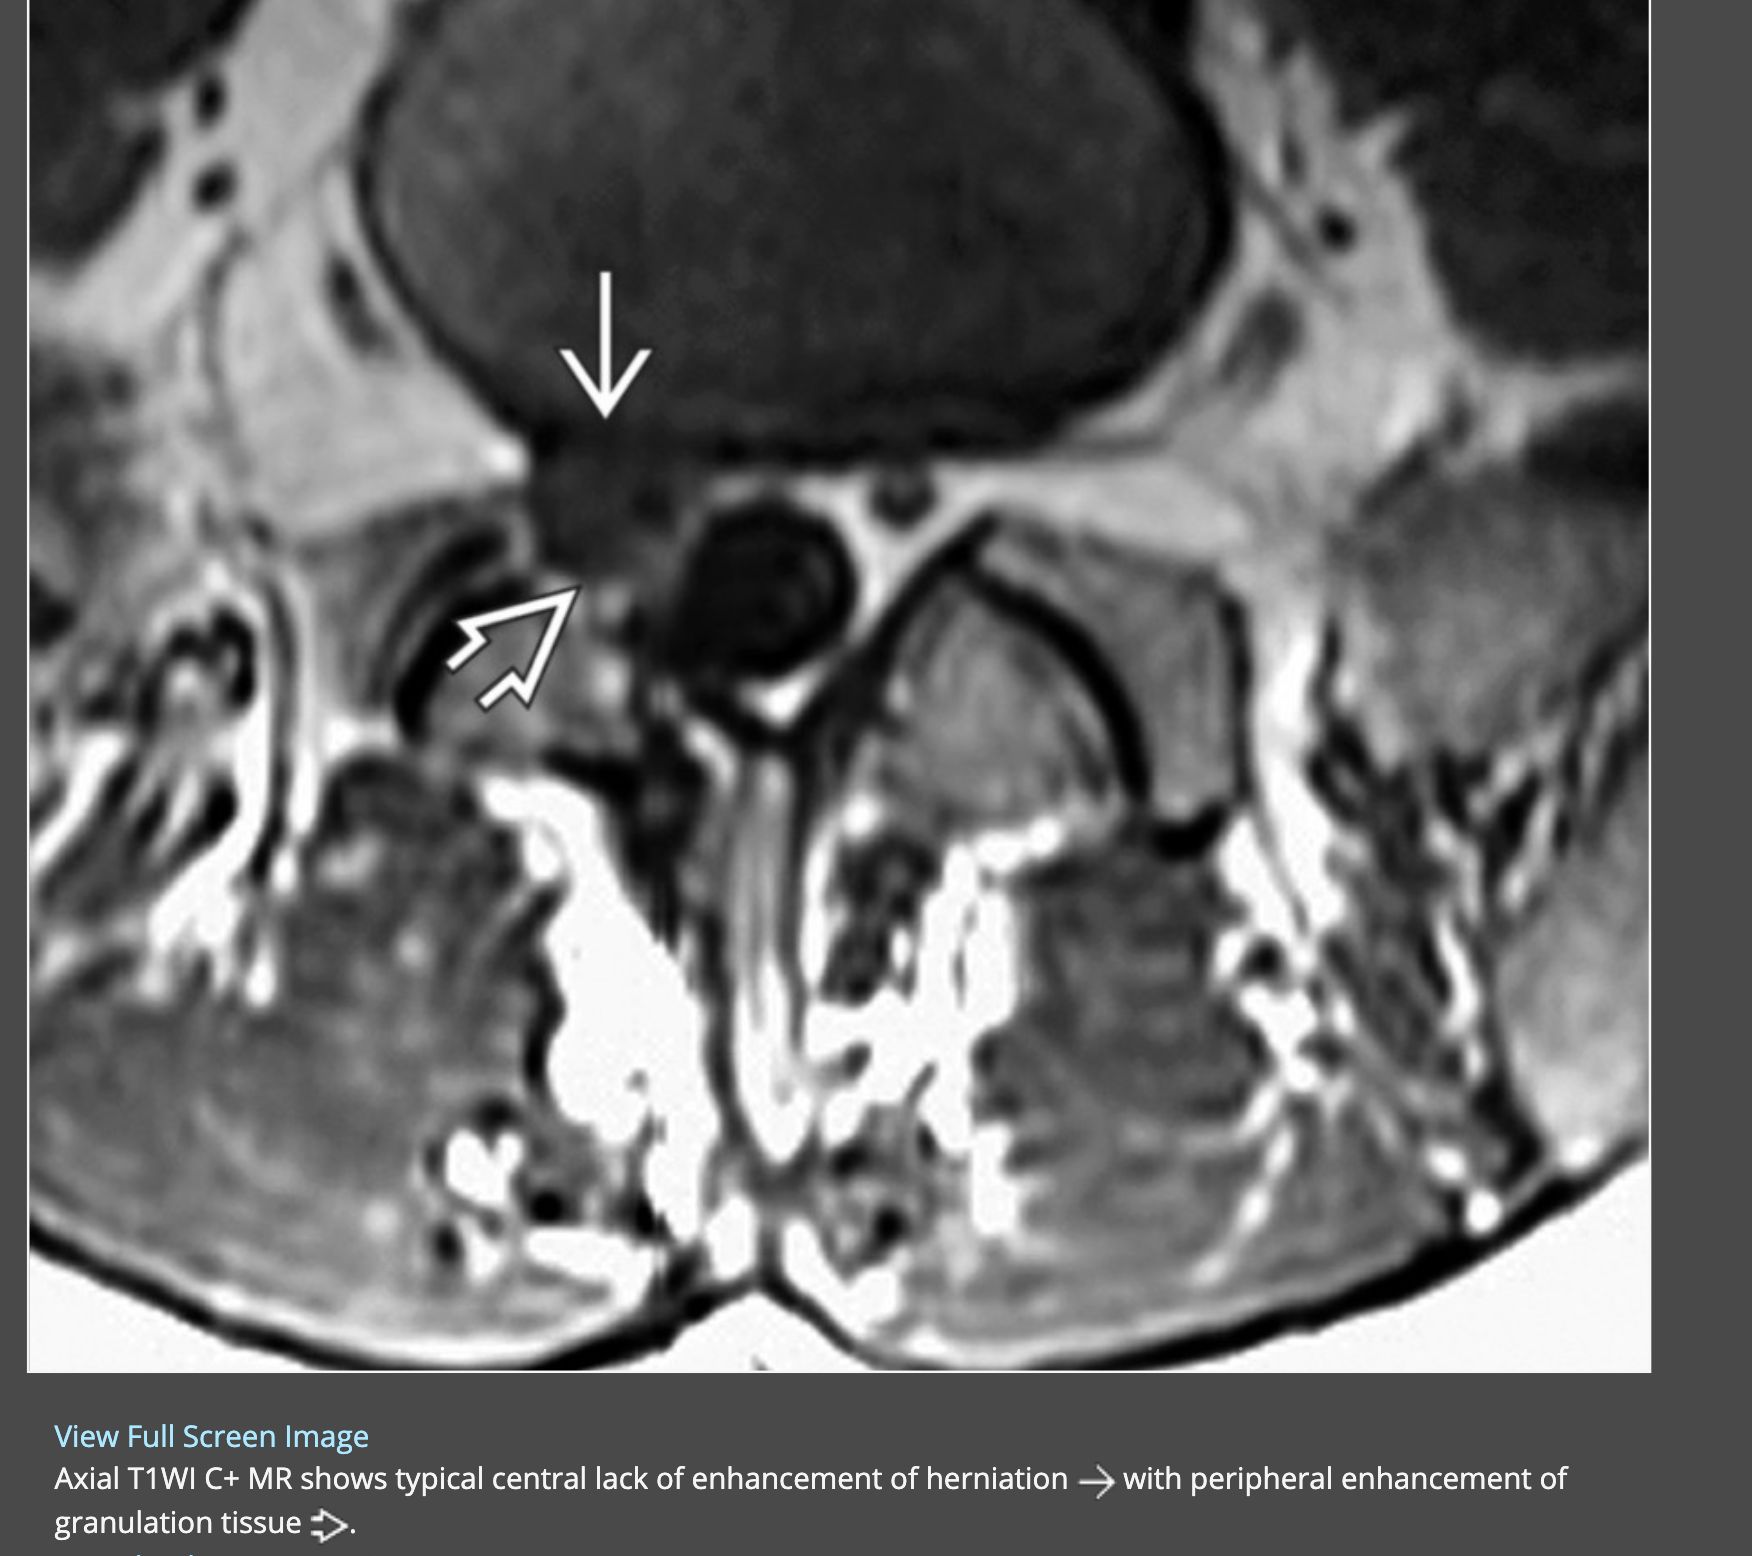 View Full Screen Image
Axial T1WI C+ MR shows typical central lack of enhancement of herniation → with peripheral enhancement of
granulation tissue ⇨.